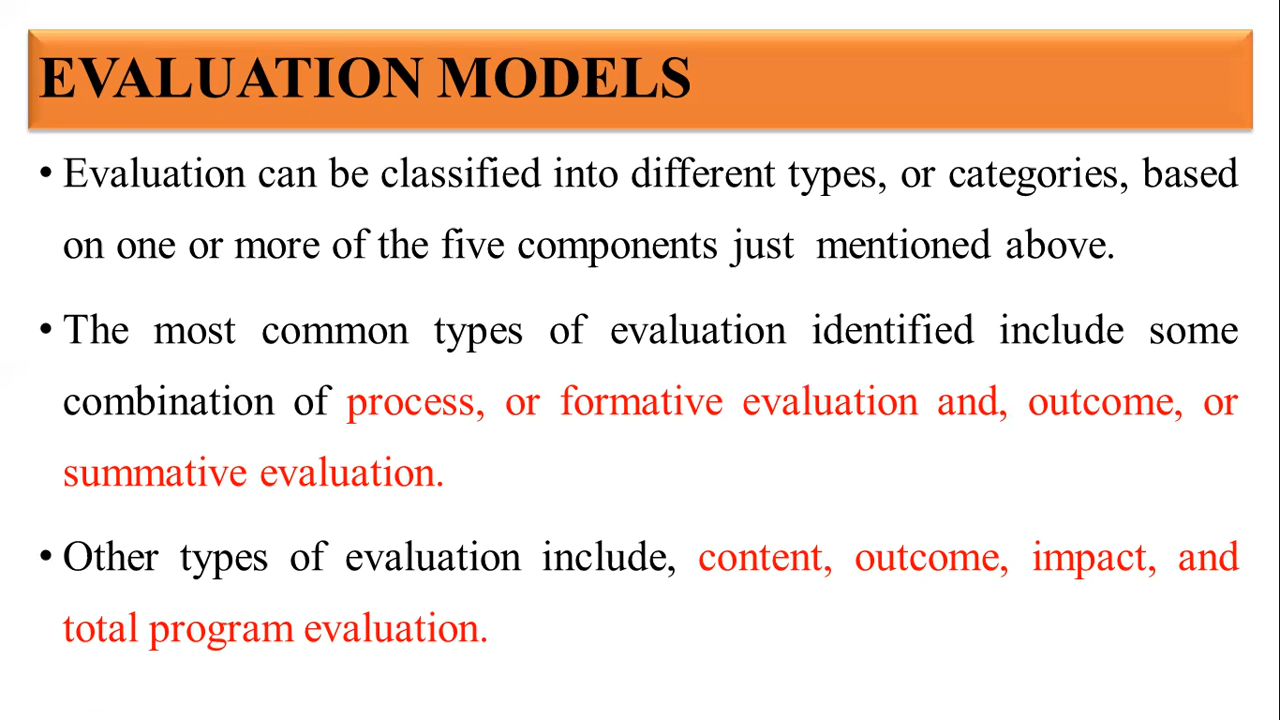 EVALUATION MODELS
• Evaluation can be classified into different types, or categories, based
on one or more of the five components just mentioned above.
• The most common types of evaluation identified include some
combination of process, or formative evaluation and, outcome, or
summative evaluation.
• Other types of evaluation include, content, outcome, impact, and
total program evaluation.